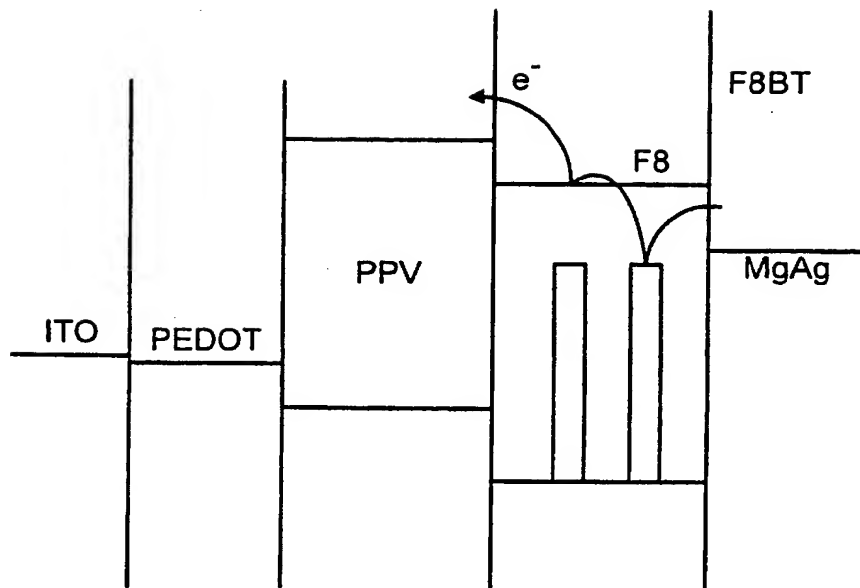 F8BT
e-
F8
PPV
MgAg
ITO
PEDOT